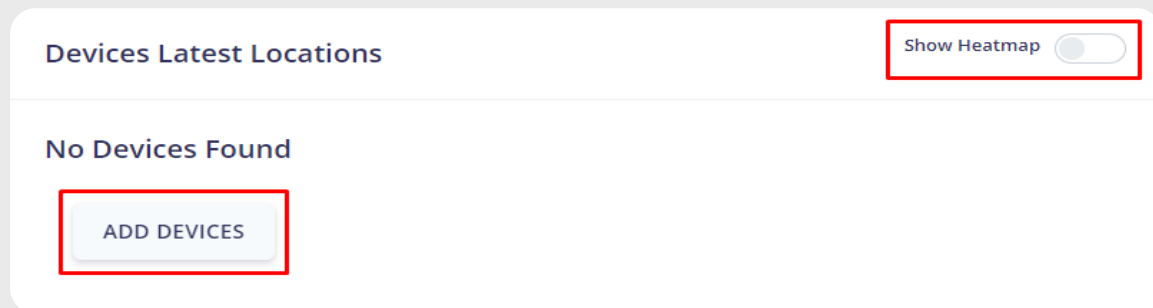 Devices Latest Locations
Show Heatmap
No Devices Found
ADD DEVICES